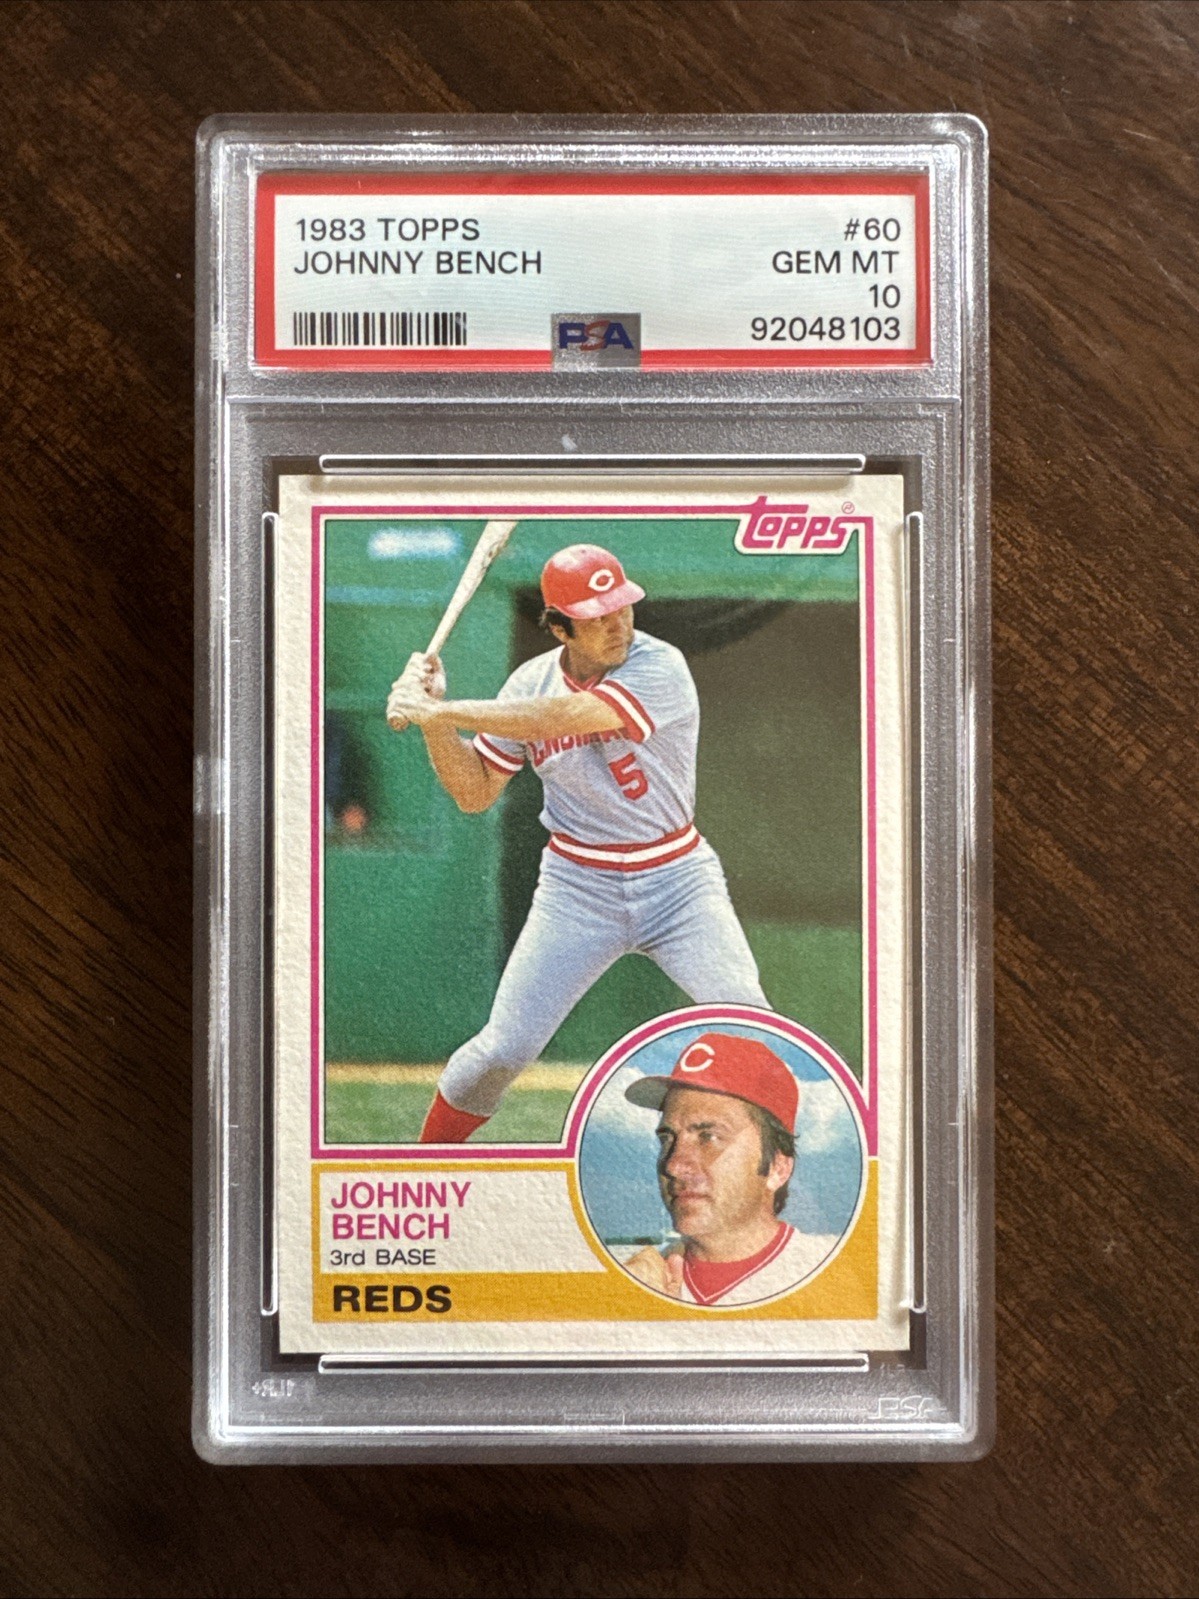 1983 TOPPS #60
JOHNNY BENCH GEM MT
10
PSA 92048103
TOPPS
C
5
C
JOHNNY
BENCH
3rd BASE
REDS